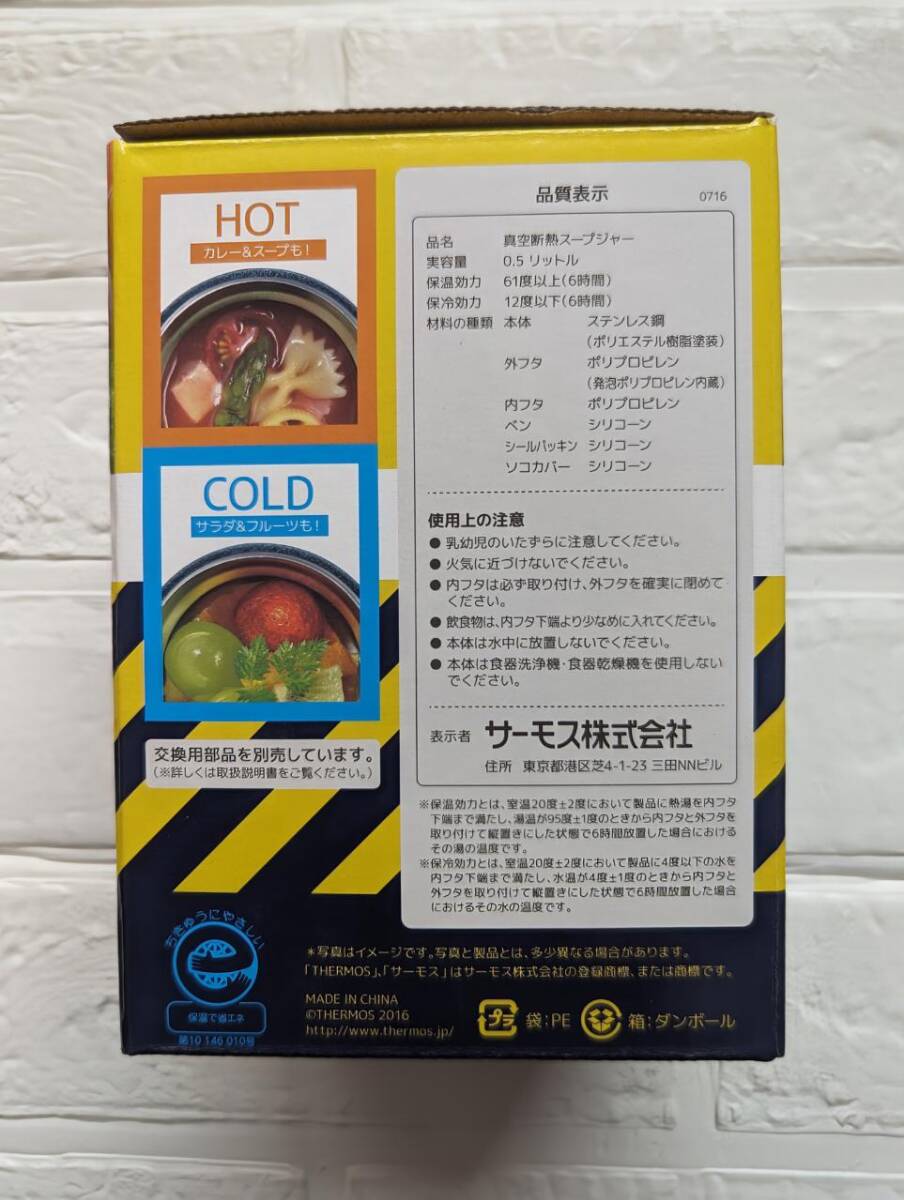 HOT
カレー&スープも!
COLD
サラダ&フルーツも!
交換用部品を別売しています。
(※詳しくは取扱説明書をご覧ください。)
品質表示 0716
品名 真空断熱スープジャー
実容量 0.5 リットル
保温効力 61度以上(6時間)
保冷効力 12度以下(6時間)
材料の種類 本体 ステンレス鋼
(ポリエステル樹脂塗装)
外フタ ポリプロピレン
(発泡ポリプロピレン内蔵)
内フタ ポリプロピレン
ベン シリコーン
シールパッキン シリコーン
ソコカバー シリコーン
使用上の注意
● 乳幼児のいたずらに注意してください。
● 火気に近づけないでください。
● 内フタは必ず取り付け、外フタを確実に閉めて
ください。
● 飲食物は、内フタ下端より少なめに入れてください。
● 本体は水中に放置しないでください。
● 本体は食器洗浄機・食器乾燥機を使用しない
でください。
表示者 サーモス株式会社
住所 東京都港区芝4-1-23 三田NNビル
※保温効力とは、室温20度±2度において製品に熱湯を内フタ
下端まで満たし、湯温が95度±1度のときから内フタと外フタを
取り付けて縦置きにした状態で6時間放置した場合における
その湯の温度です。
※保冷効力とは、室温20度±2度において製品に4度以下の水を
内フタ下端まで満たし、水温が4度±1度のときから内フタと
外フタを取り付けて縦置きにした状態で6時間放置した場合
におけるその水の温度です。
ちきゅうにやさしい
保温で省エネ
第10 146 010号
*写真はイメージです。写真と製品とは、多少異なる場合があります。
「THERMOS」、「サーモス」はサーモス株式会社の登録商標、または商標です。
MADE IN CHINA
©THERMOS 2016
http://www.thermos.jp/
プラ 袋:PE 箱:ダンボール